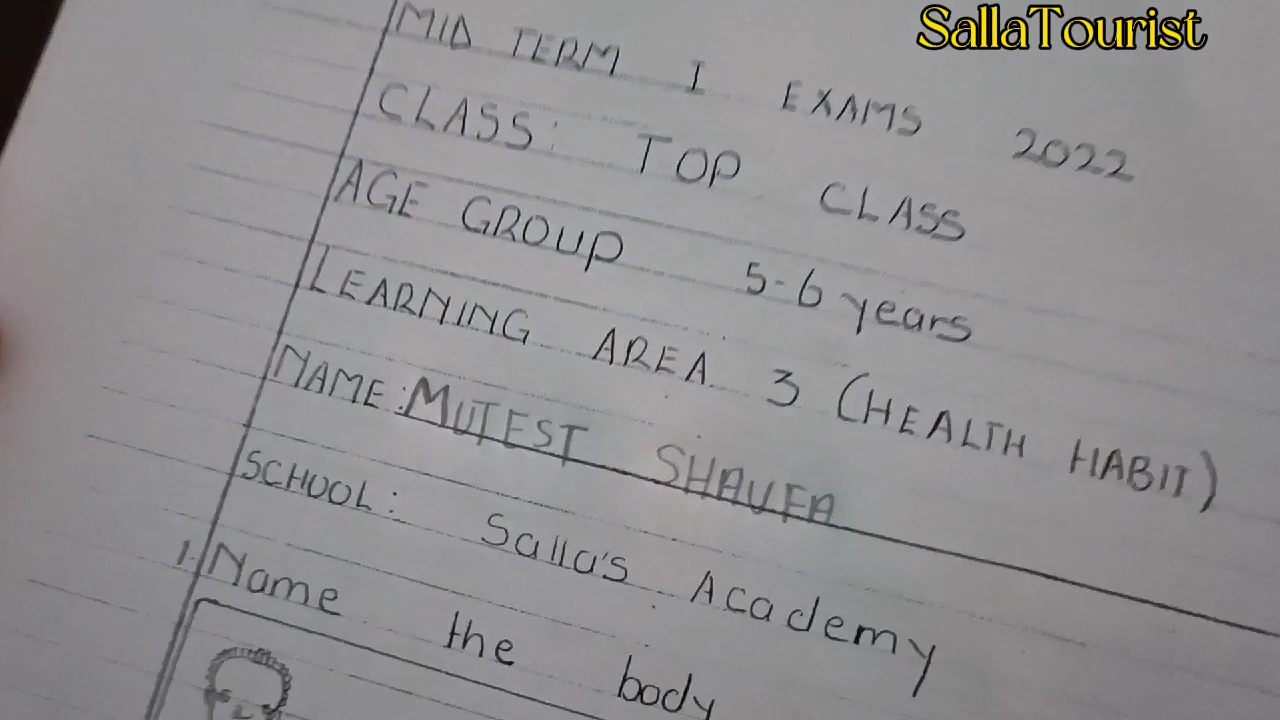 SallaTourist
MID TERM I EXAMS 2022
CLASS: TOP CLASS
AGE GROUP 5-6 years
LEARNING AREA 3 (HEALTH HABIT)
NAME: MUTEST SHAUFA
SCHOOL: Salla's Academy
1. Name the body